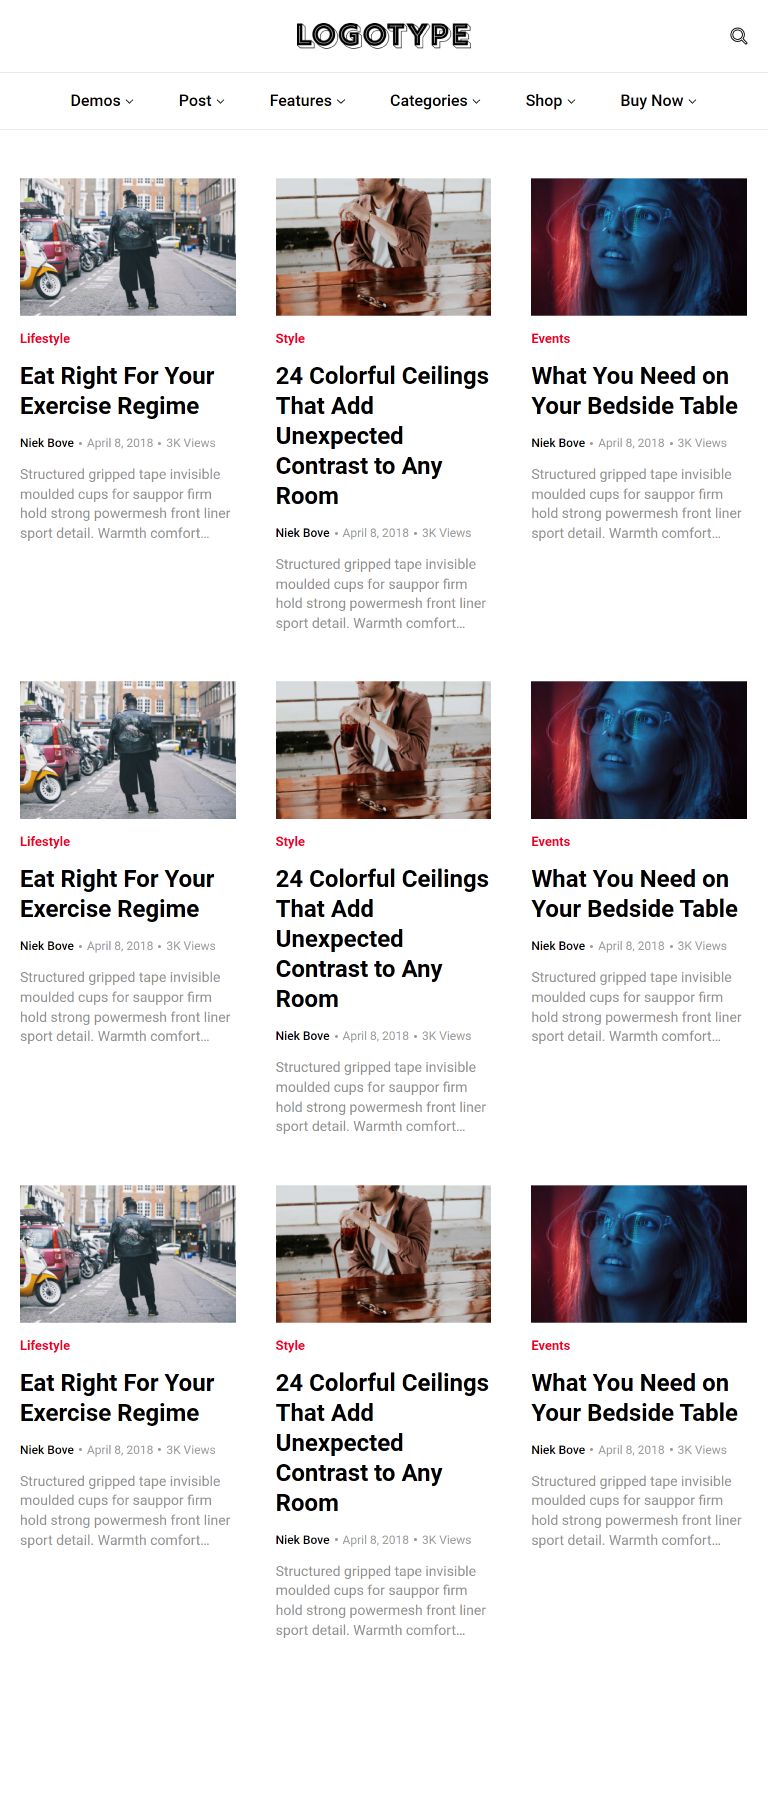 LOGOTYPE
Demos Post Features Categories Shop Buy Now
Lifestyle
Eat Right For Your
Exercise Regime
Niek Bove • April 8, 2018 • 3K Views
Structured gripped tape invisible
moulded cups for sauppor firm
hold strong powermesh front liner
sport detail. Warmth comfort...
Style
24 Colorful Ceilings
That Add
Unexpected
Contrast to Any
Room
Niek Bove • April 8, 2018 • 3K Views
Structured gripped tape invisible
moulded cups for sauppor firm
hold strong powermesh front liner
sport detail. Warmth comfort...
Events
What You Need on
Your Bedside Table
Niek Bove • April 8, 2018 • 3K Views
Structured gripped tape invisible
moulded cups for sauppor firm
hold strong powermesh front liner
sport detail. Warmth comfort...
Lifestyle
Eat Right For Your
Exercise Regime
Niek Bove • April 8, 2018 • 3K Views
Structured gripped tape invisible
moulded cups for sauppor firm
hold strong powermesh front liner
sport detail. Warmth comfort...
Style
24 Colorful Ceilings
That Add
Unexpected
Contrast to Any
Room
Niek Bove • April 8, 2018 • 3K Views
Structured gripped tape invisible
moulded cups for sauppor firm
hold strong powermesh front liner
sport detail. Warmth comfort...
Events
What You Need on
Your Bedside Table
Niek Bove • April 8, 2018 • 3K Views
Structured gripped tape invisible
moulded cups for sauppor firm
hold strong powermesh front liner
sport detail. Warmth comfort...
Lifestyle
Eat Right For Your
Exercise Regime
Niek Bove • April 8, 2018 • 3K Views
Structured gripped tape invisible
moulded cups for sauppor firm
hold strong powermesh front liner
sport detail. Warmth comfort...
Style
24 Colorful Ceilings
That Add
Unexpected
Contrast to Any
Room
Niek Bove • April 8, 2018 • 3K Views
Structured gripped tape invisible
moulded cups for sauppor firm
hold strong powermesh front liner
sport detail. Warmth comfort...
Events
What You Need on
Your Bedside Table
Niek Bove • April 8, 2018 • 3K Views
Structured gripped tape invisible
moulded cups for sauppor firm
hold strong powermesh front liner
sport detail. Warmth comfort...